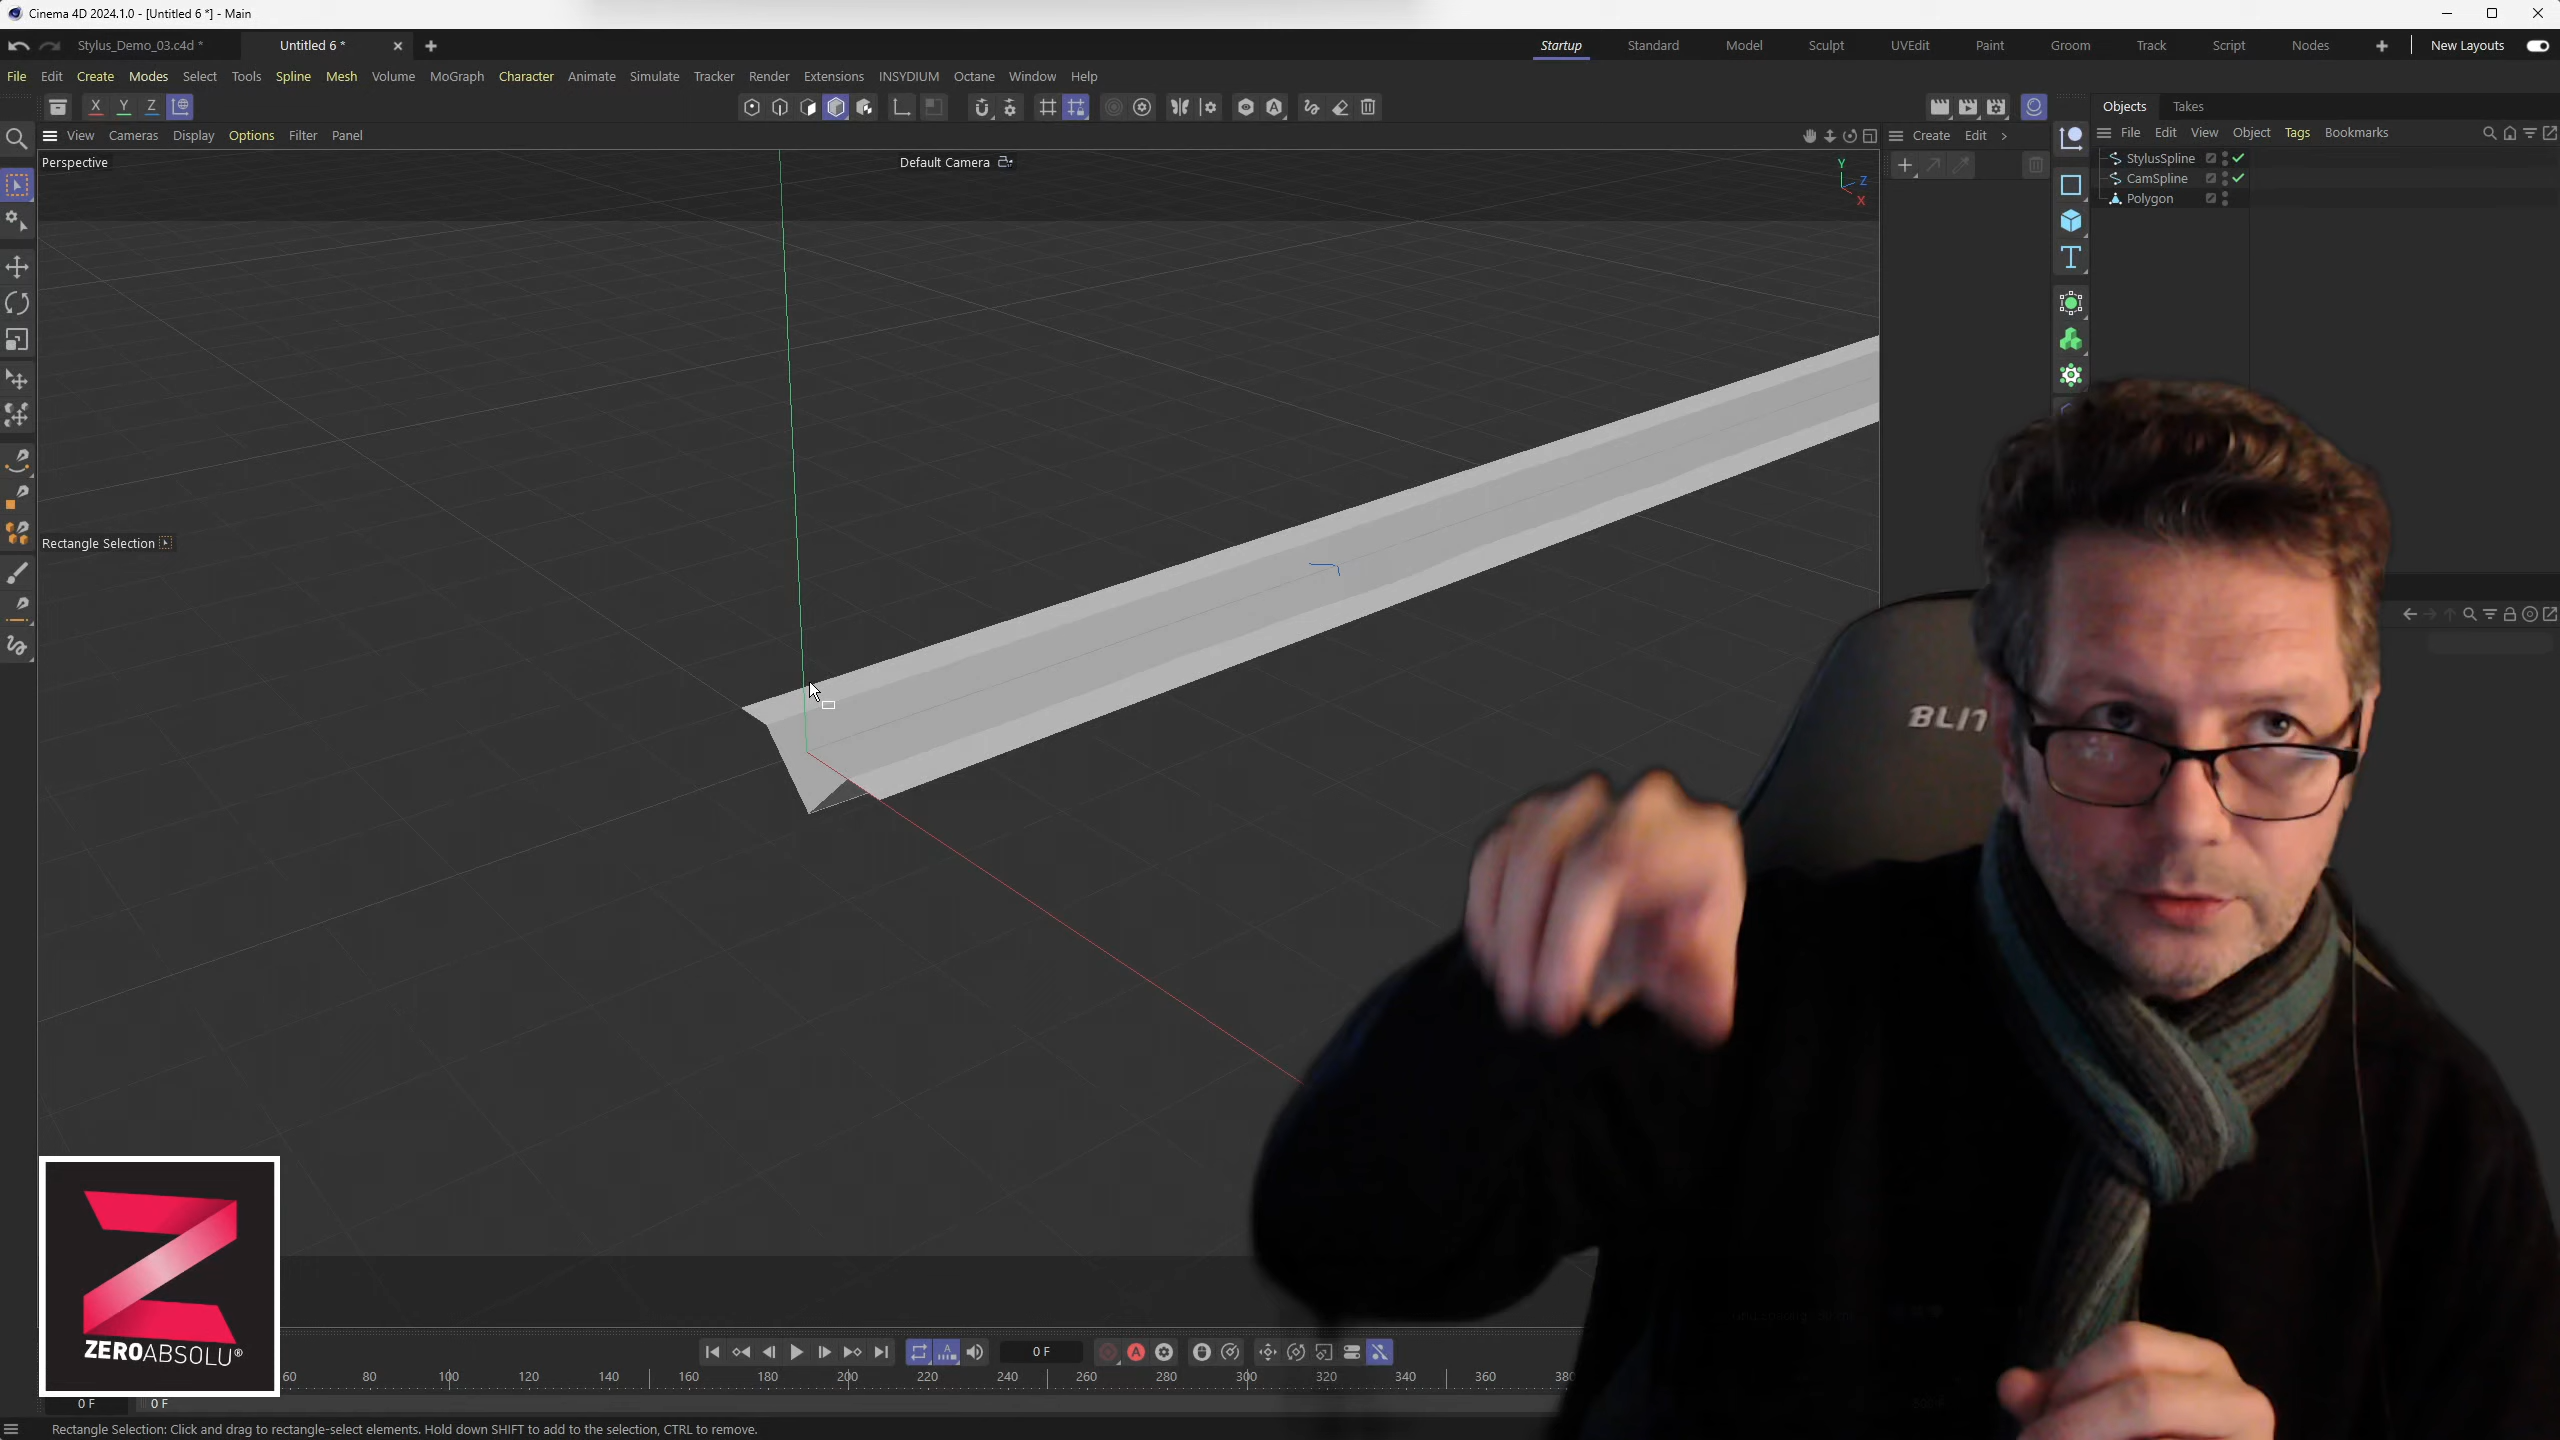 Cinema 4D 2024.1.0 - [Untitled 6 *] - Main
Stylus_Demo_03.c4d *
Untitled 6 *
Startup
Standard
Model
Sculpt
UVEdit
Paint
Groom
Track
Script
Nodes
New Layouts
File Edit Create Modes Select Tools Spline Mesh Volume MoGraph Character Animate Simulate Tracker Render Extensions INSYDIUM Octane Window Help
X Y Z
Objects Takes
View Cameras Display Options Filter Panel
Create Edit
File Edit View Object Tags Bookmarks
Perspective
Default Camera
Y
Z
X
StylusSpline
CamSpline
Polygon
Rectangle Selection
BLIT
ZEROABSOLU®
0 F
60 80 100 120 140 160 180 200 220 240 260 280 300 320 340 360 380
0 F
0 F
Rectangle Selection: Click and drag to rectangle-select elements. Hold down SHIFT to add to the selection, CTRL to remove.